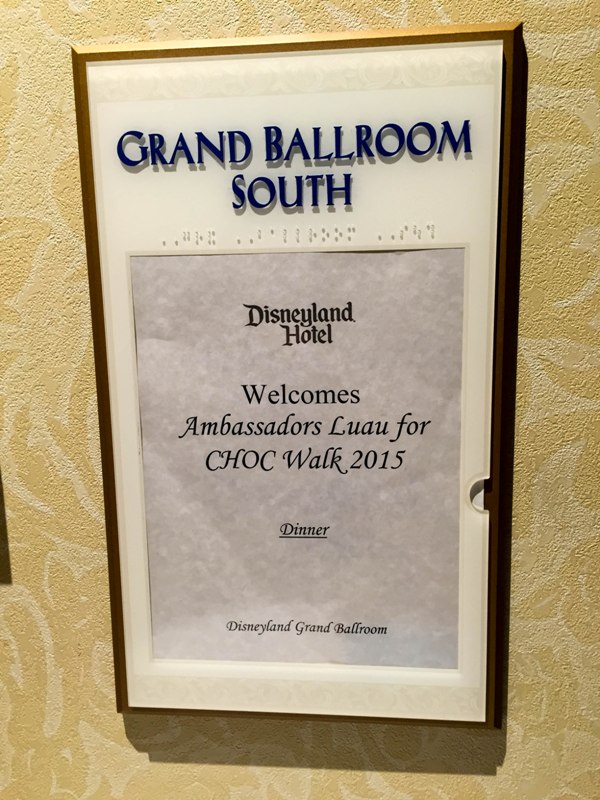 GRAND BALLROOM
SOUTH
Disneyland
Hotel
Welcomes
Ambassadors Luau for
CHOC Walk 2015
Dinner
Disneyland Grand Ballroom